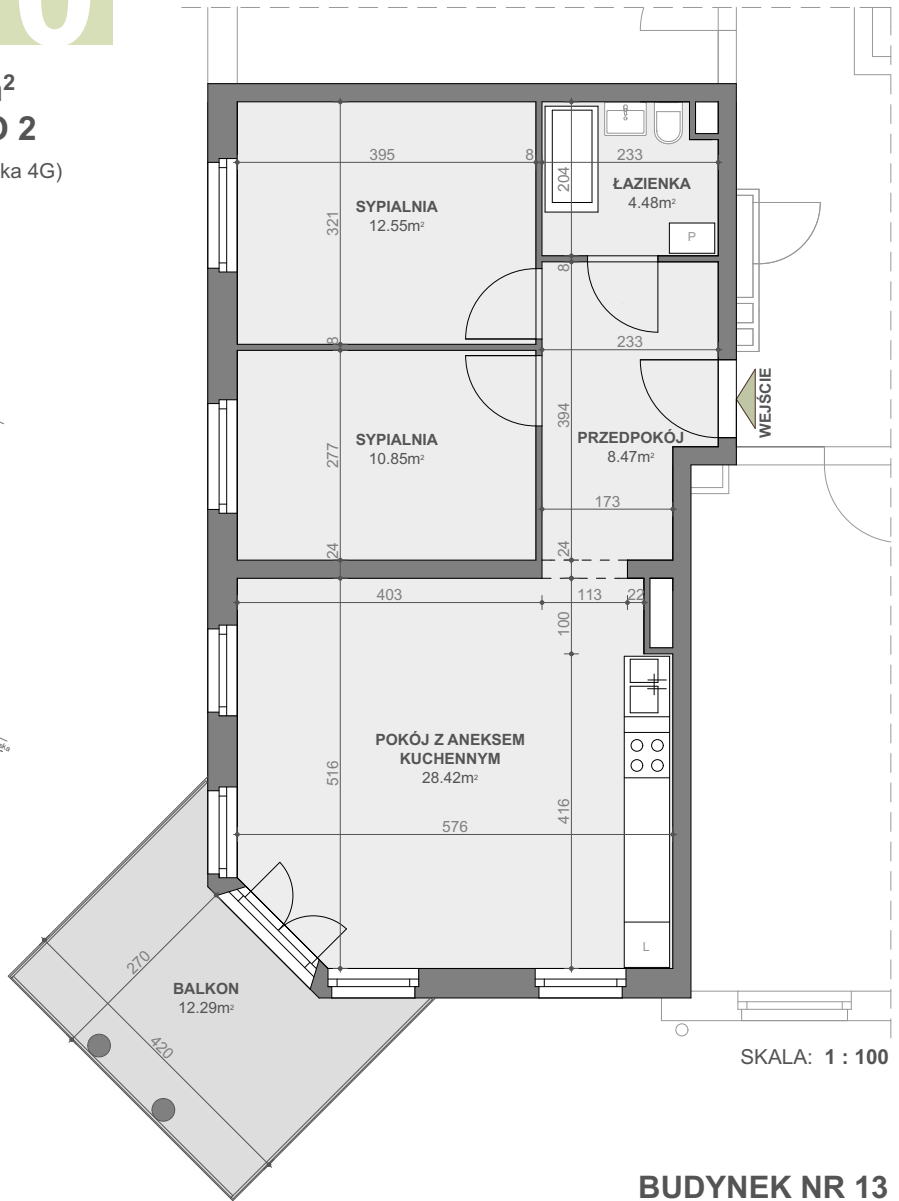 0
m²
O 2
ka 4G)
395
8
233
204
ŁAZIENKA
4.48m²
SYPIALNIA
12.55m²
321
P
8
8
233
WEJŚCIE
394
SYPIALNIA
10.85m²
PRZEDPOKÓJ
8.47m²
277
173
24
24
403
113
22
100
POKÓJ Z ANEKSEM
KUCHENNYM
28.42m²
516
416
576
L
270
BALKON
12.29m²
420
SKALA: 1 : 100
BUDYNEK NR 13